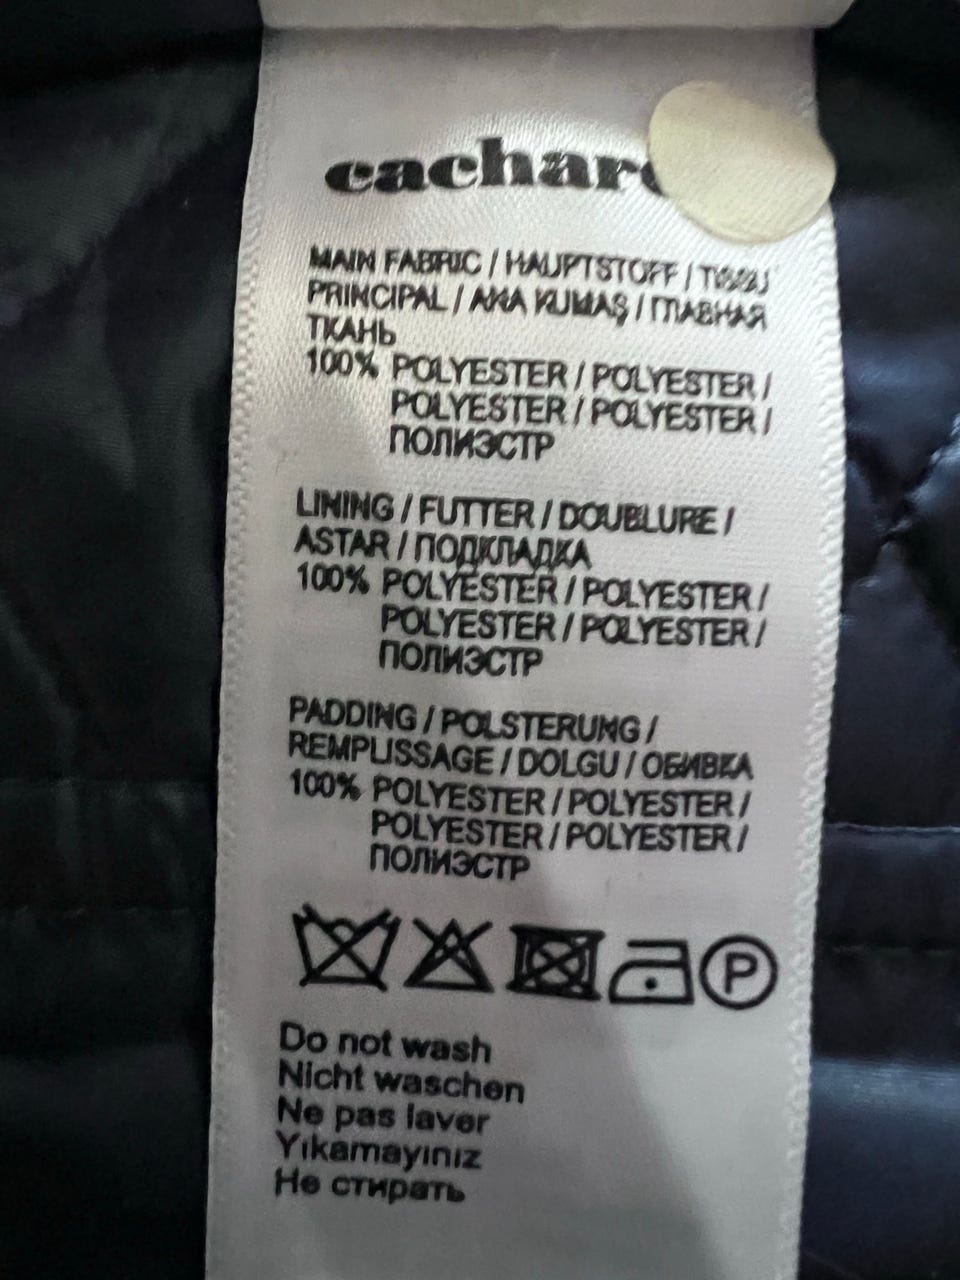 cachar
MAIN FABRIC / HAUPTSTOFF / TISSU
PRINCIPAL / ANA KUMAŞ / ГЛАВНАЯ
ТКАНЬ
100% POLYESTER / POLYESTER /
POLYESTER / POLYESTER /
ПОЛИЭСТР
LINING / FUTTER / DOUBLURE /
ASTAR / ПОДКЛАДКА
100% POLYESTER / POLYESTER /
POLYESTER / POLYESTER /
ПОЛИЭСТР
PADDING / POLSTERUNG /
REMPLISSAGE / DOLGU / ОБИВКА
100% POLYESTER / POLYESTER /
POLYESTER / POLYESTER /
ПОЛИЭСТР
P
Do not wash
Nicht waschen
Ne pas laver
Yıkamayınız
Не стирать